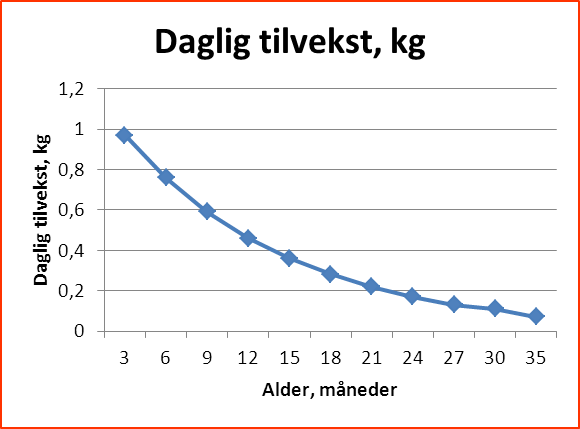 Daglig tilvekst, kg
Daglig tilvekst, kg
1,2
1
0,8
0,6
0,4
0,2
0
3 6 9 12 15 18 21 24 27 30 35
Alder, måneder